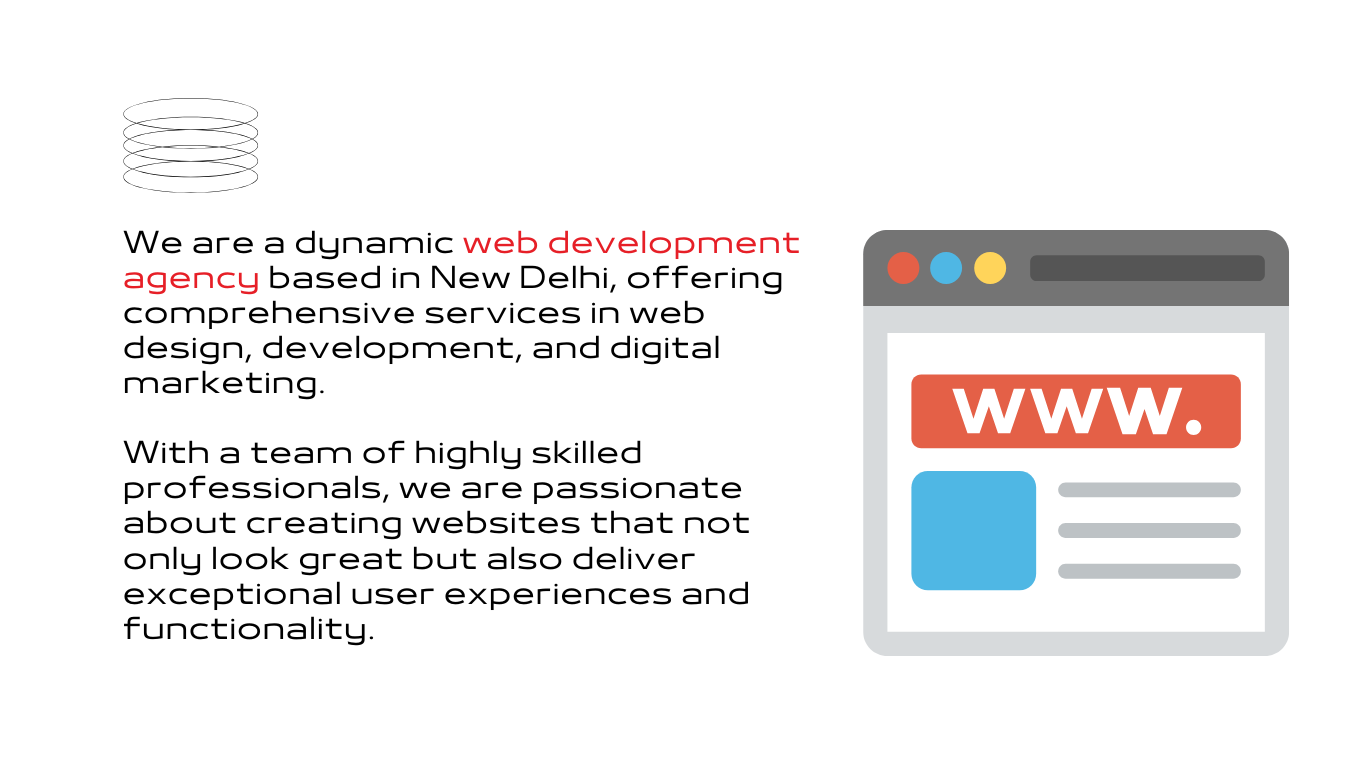 We are a dynamic web development
agency based in New Delhi, offering
comprehensive services in web
design, development, and digital
marketing.
With a team of highly skilled
professionals, we are passionate
about creating websites that not
only look great but also deliver
exceptional user experiences and
functionality.
www.